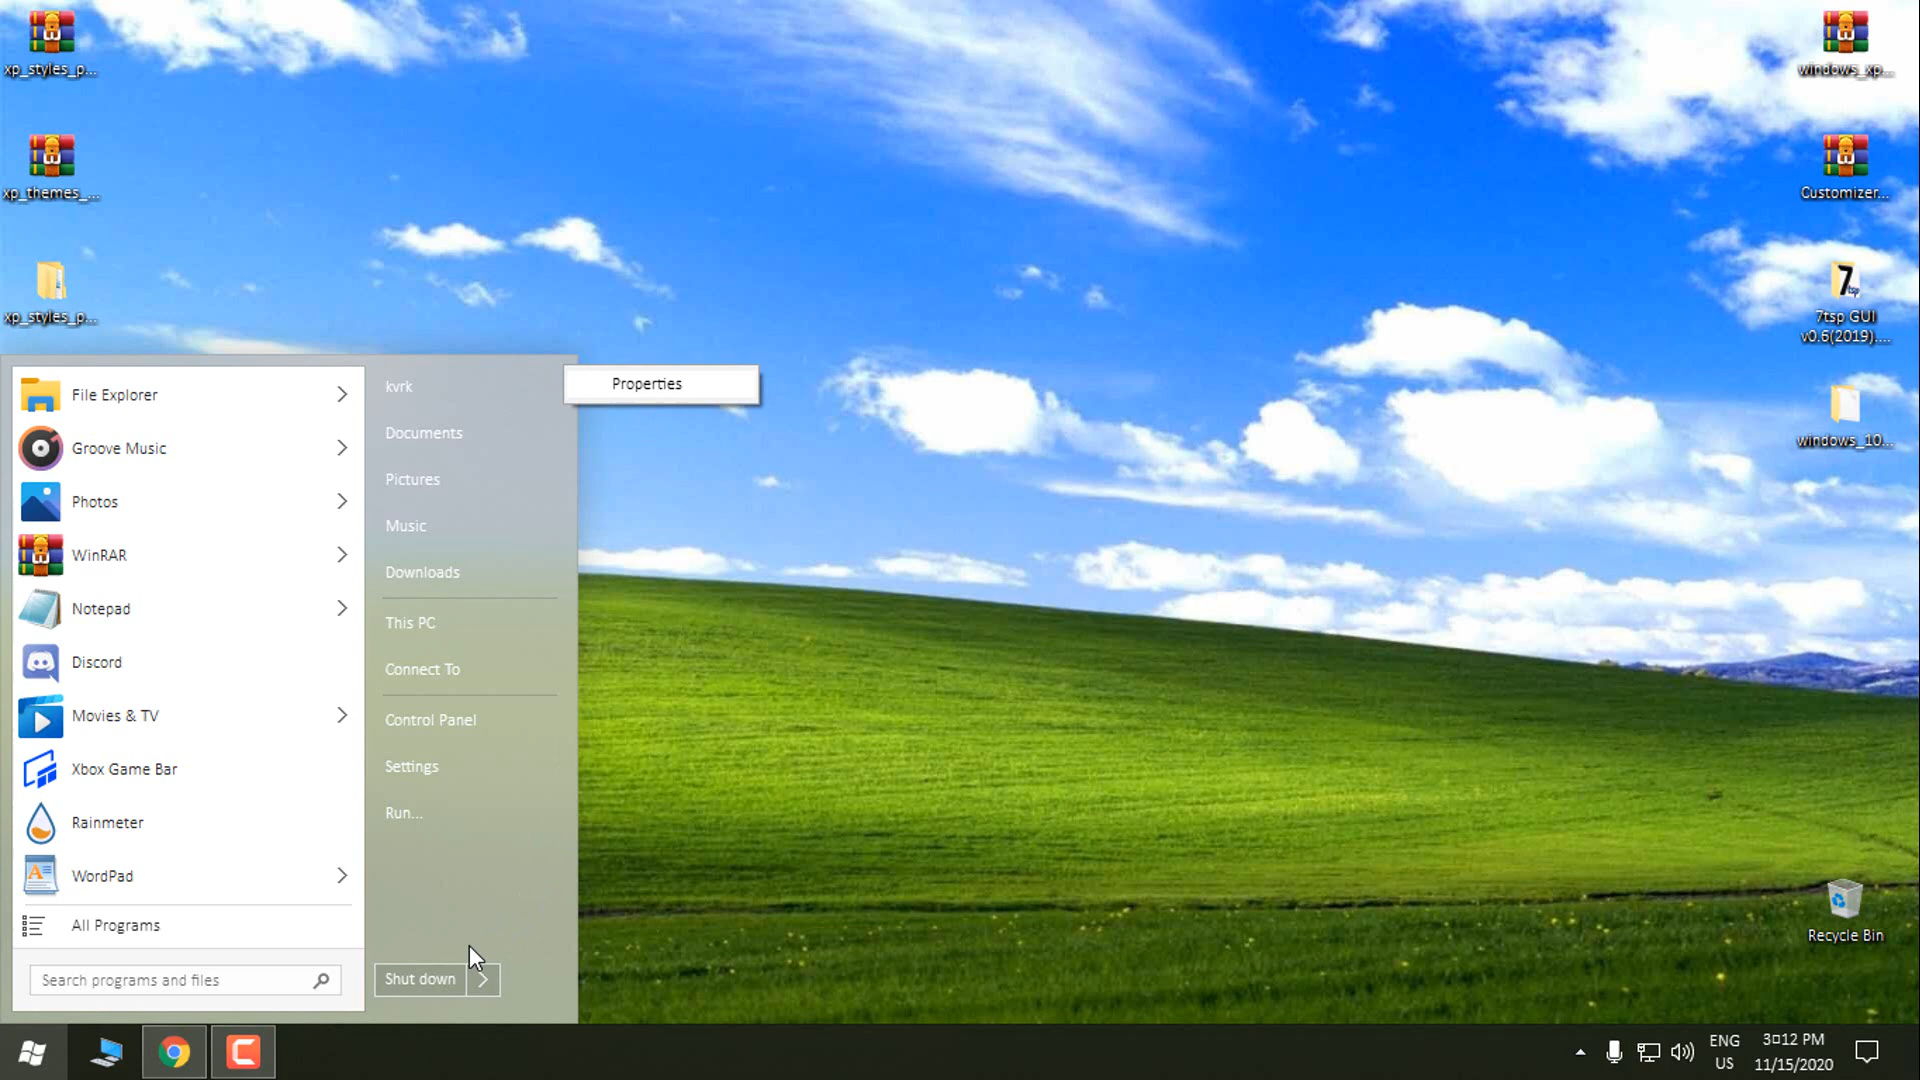 xp_styles_p...
xp_themes_...
xp_styles_p...
windows_xp...
Customizer...
7tsp GUI
v0.6(2019)....
windows_10...
Recycle Bin
File Explorer
Groove Music
Photos
WinRAR
Notepad
Discord
Movies & TV
Xbox Game Bar
Rainmeter
WordPad
All Programs
Search programs and files
kvrk
Documents
Pictures
Music
Downloads
This PC
Connect To
Control Panel
Settings
Run...
Shut down
Properties
ENG
US
3□12 PM
11/15/2020